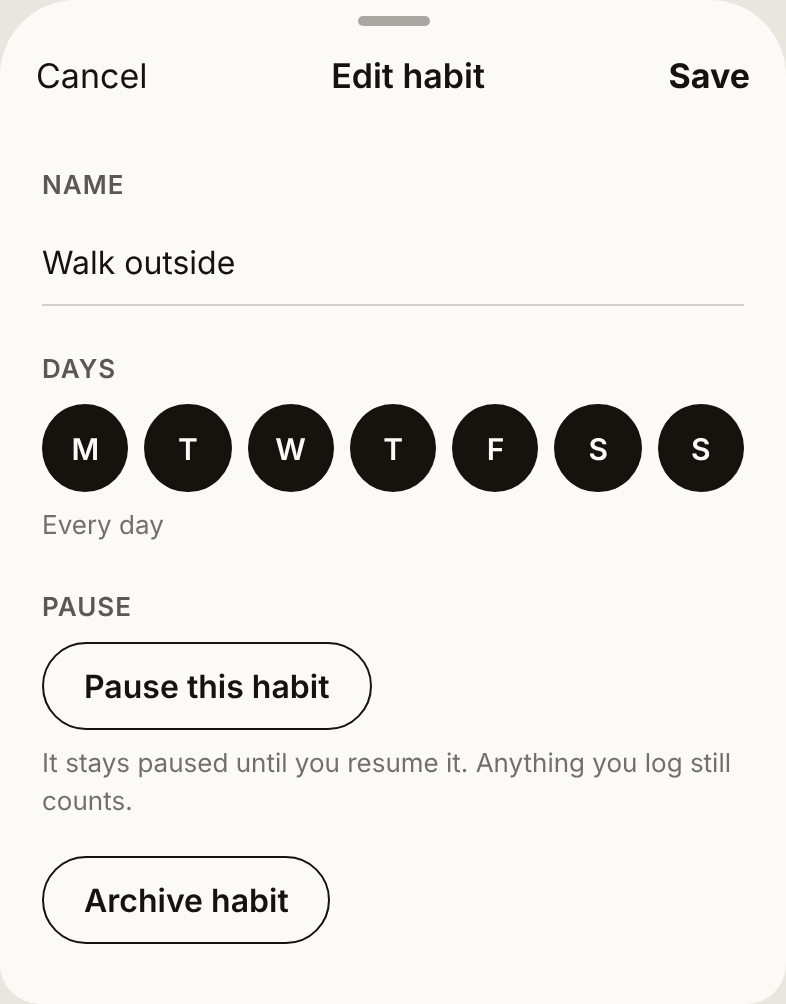 Cancel Edit habit Save
NAME
Walk outside
DAYS
M T W T F S S
Every day
PAUSE
Pause this habit
It stays paused until you resume it. Anything you log still
counts.
Archive habit